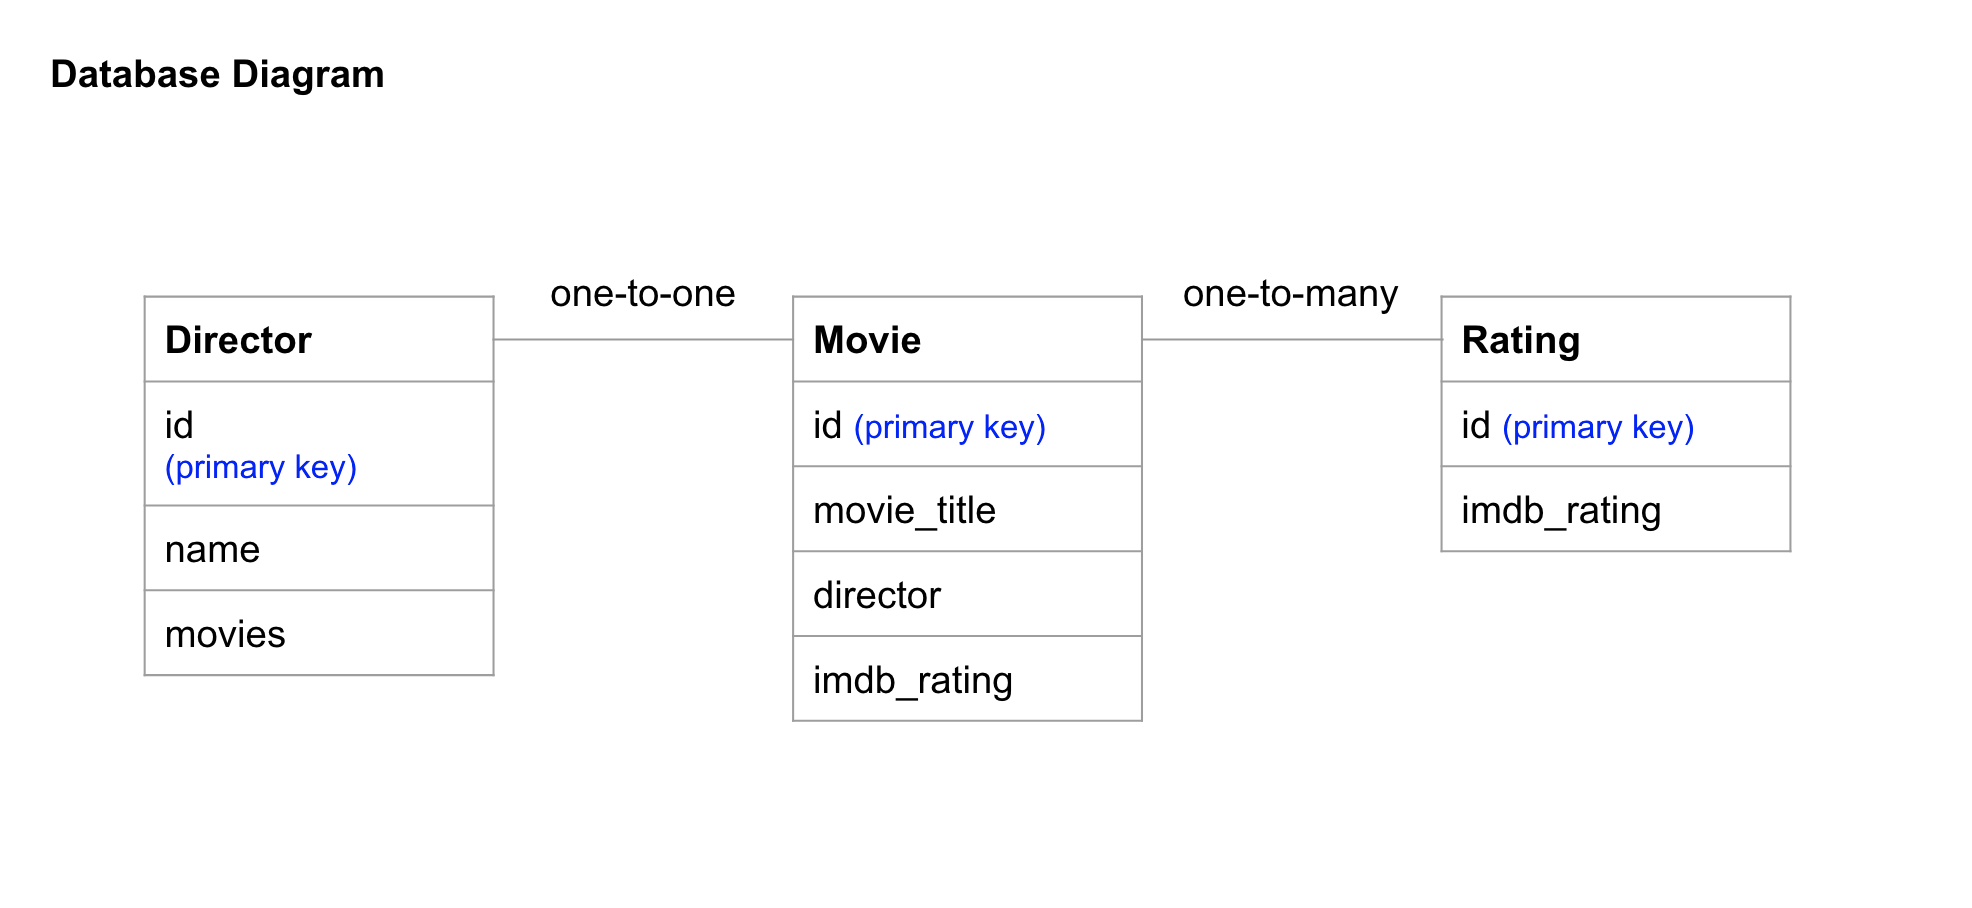 Database Diagram
one-to-one
one-to-many
Director
id
(primary key)
name
movies
Movie
id (primary key)
movie_title
director
imdb_rating
Rating
id (primary key)
imdb_rating